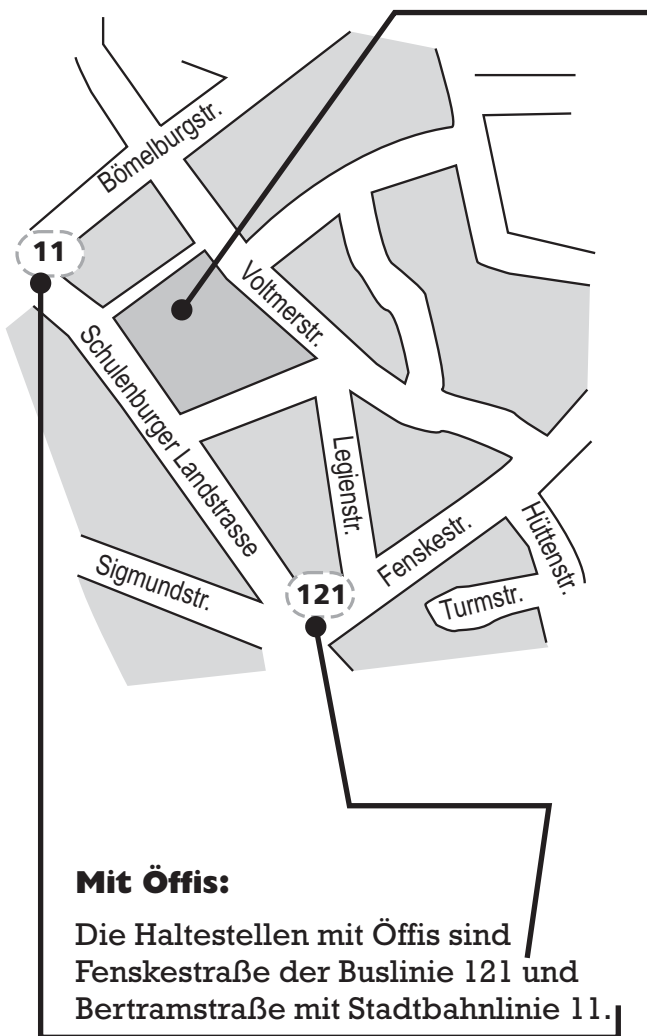 Bömelburgstr.
11
Voltmerstr.
Schulenburger Landstrasse
Legienstr.
Fenskestr.
Hüttenstr.
Sigmundstr.
121
Turmstr.
Mit Öffis:
Die Haltestellen mit Öffis sind
Fenskestraße der Buslinie 121 und
Bertramstraße mit Stadtbahnlinie 11.